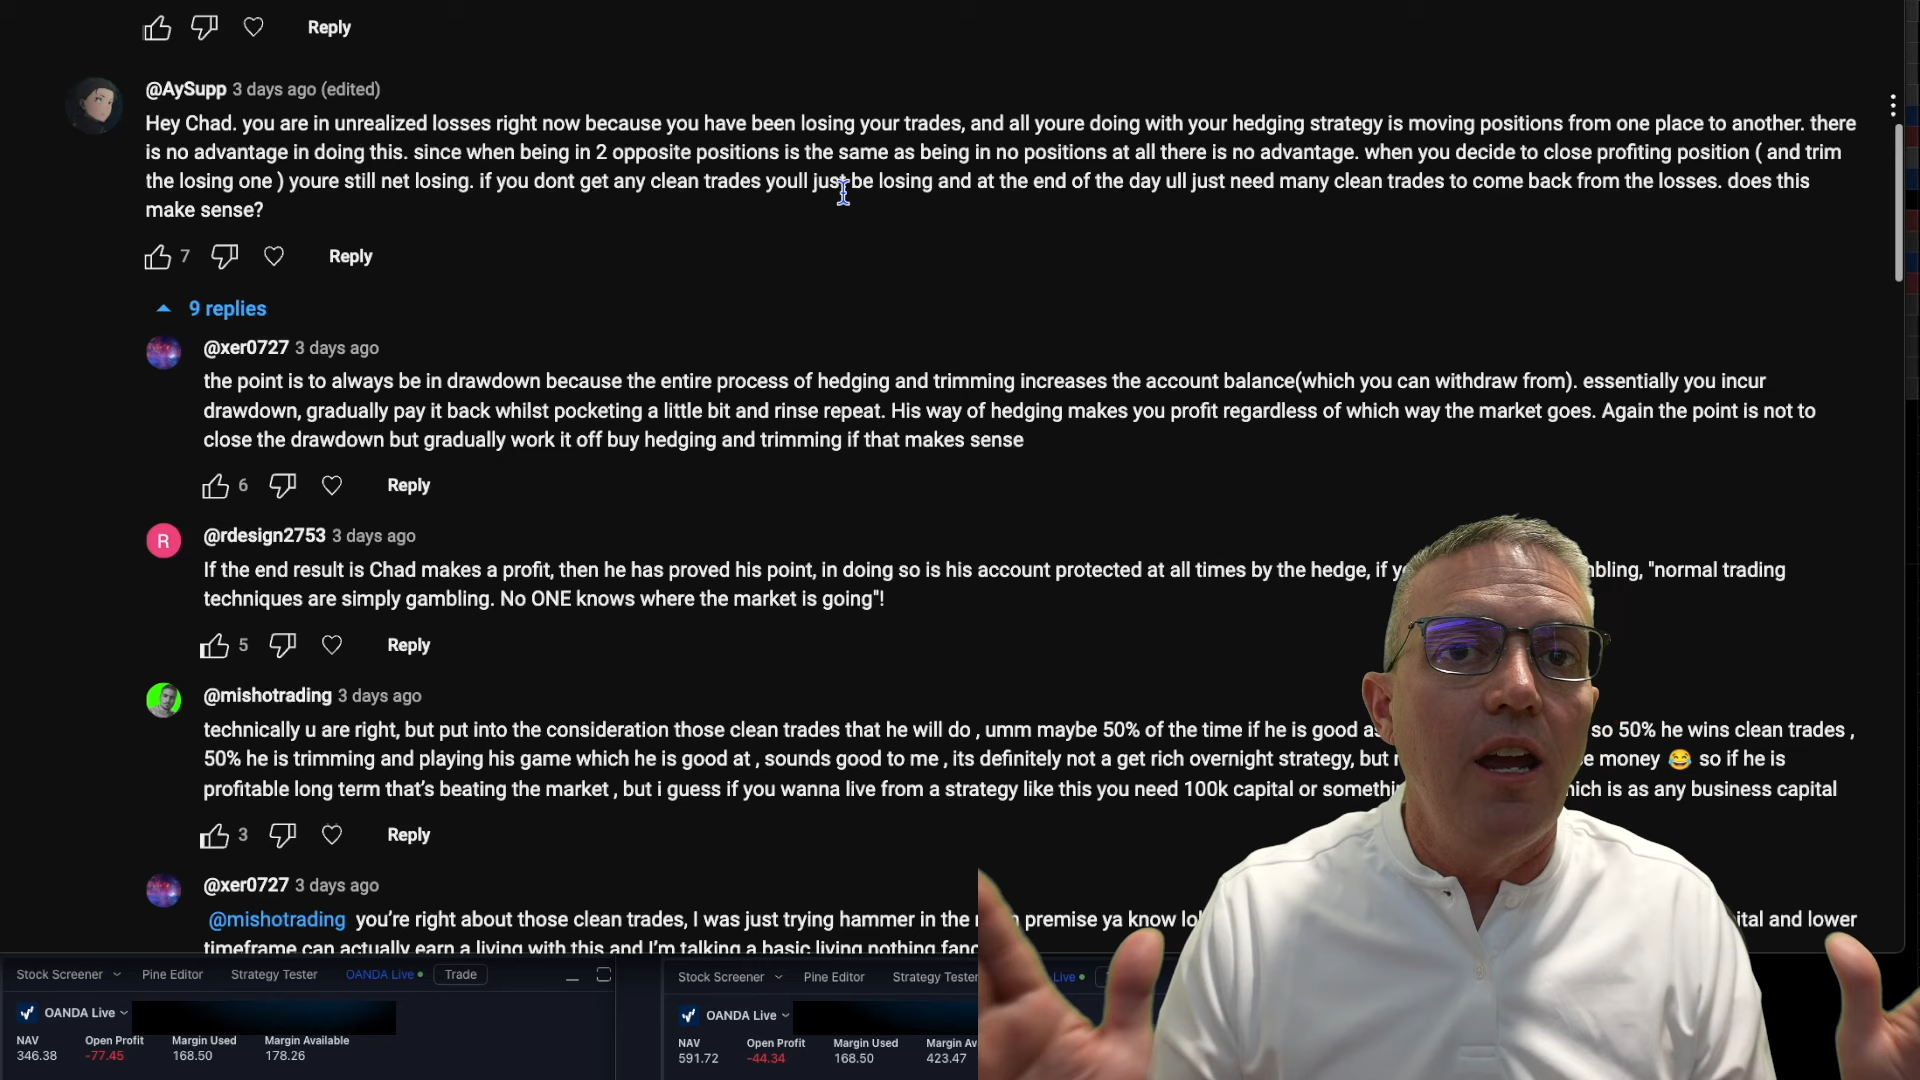 Reply
@AySupp 3 days ago (edited)
Hey Chad. you are in unrealized losses right now because you have been losing your trades, and all youre doing with your hedging strategy is moving positions from one place to another. there
is no advantage in doing this. since when being in 2 opposite positions is the same as being in no positions at all there is no advantage. when you decide to close profiting position ( and trim
the losing one ) youre still net losing. if you dont get any clean trades youll just be losing and at the end of the day ull just need many clean trades to come back from the losses. does this
make sense?
7 Reply
9 replies
@xer0727 3 days ago
the point is to always be in drawdown because the entire process of hedging and trimming increases the account balance(which you can withdraw from). essentially you incur
drawdown, gradually pay it back whilst pocketing a little bit and rinse repeat. His way of hedging makes you profit regardless of which way the market goes. Again the point is not to
close the drawdown but gradually work it off buy hedging and trimming if that makes sense
6 Reply
R
@rdesign2753 3 days ago
If the end result is Chad makes a profit, then he has proved his point, in doing so is his account protected at all times by the hedge, if bling, "normal trading
techniques are simply gambling. No ONE knows where the market is going"!
5 Reply
@mishotrading 3 days ago
technically u are right, but put into the consideration those clean trades that he will do , umm maybe 50% of the time if he is good so 50% he wins clean trades ,
50% he is trimming and playing his game which he is good at , sounds good to me , its definitely not a get rich overnight strategy, but money 😂 so if he is
profitable long term that's beating the market , but i guess if you wanna live from a strategy like this you need 100k capital or is as any business capital
3 Reply
@xer0727 3 days ago
@mishotrading you're right about those clean trades, I was just trying hammer in the premise ya know and lower
timeframe can actually earn a living with this and I'm talking a basic living nothing
Stock Screener Pine Editor Strategy Tester OANDA Live Trade
OANDA Live
NAV Open Profit Margin Used Margin Available
346.38 -77.45 168.50 178.26
Stock Screener Pine Editor Strategy Tester Live
OANDA Live
NAV Open Profit Margin Used Margin
591.72 -44.34 168.50 423.47